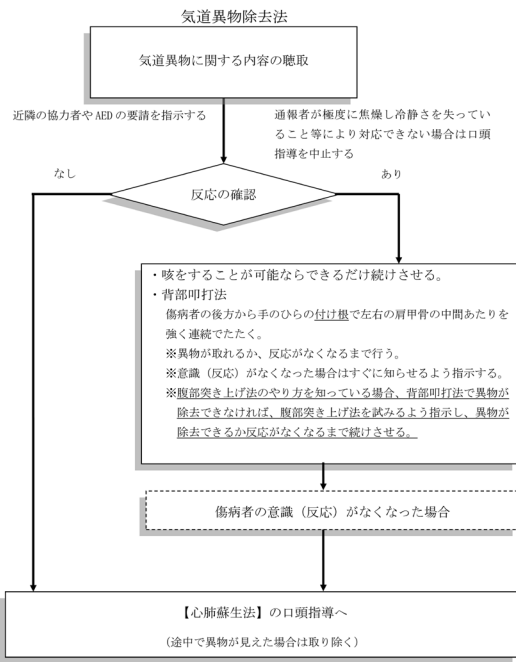 気道異物除去法
気道異物に関する内容の聴取
近隣の協力者やAEDの要請を指示する
通報者が極度に焦燥し冷静さを失ってい
ること等により対応できない場合は口頭
指導を中止する
なし
あり
反応の確認
・咳をすることが可能ならできるだけ続けさせる。
・背部叩打法
傷病者の後方から手のひらの付け根で左右の肩甲骨の中間あたりを
強く連続でたたく。
※異物が取れるか、反応がなくなるまで行う。
※意識（反応）がなくなった場合はすぐに知らせるよう指示する。
※腹部突き上げ法のやり方を知っている場合、背部叩打法で異物が
除去できなければ、腹部突き上げ法を試みるよう指示し、異物が
除去できるか反応がなくなるまで続けさせる。
傷病者の意識（反応）がなくなった場合
【心肺蘇生法】の口頭指導へ
（途中で異物が見えた場合は取り除く）